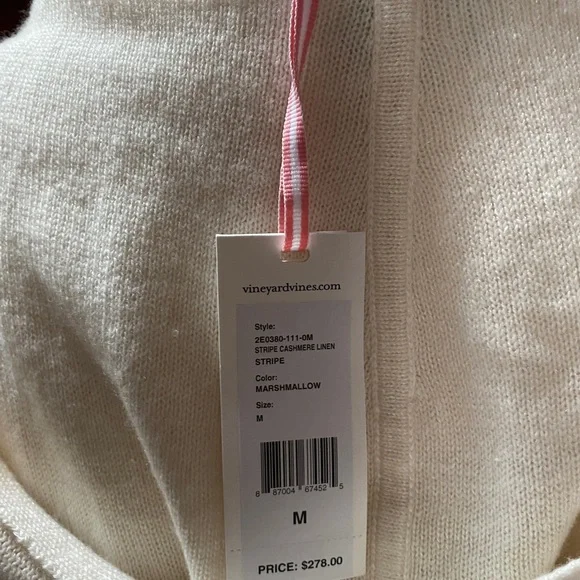 vineyardvines.com
Style:
2E0380-111-0M
STRIPE CASHMERE LINEN
STRIPE
Color:
MARSHMALLOW
Size:
M
8 87004 67452 5
M
PRICE: $278.00